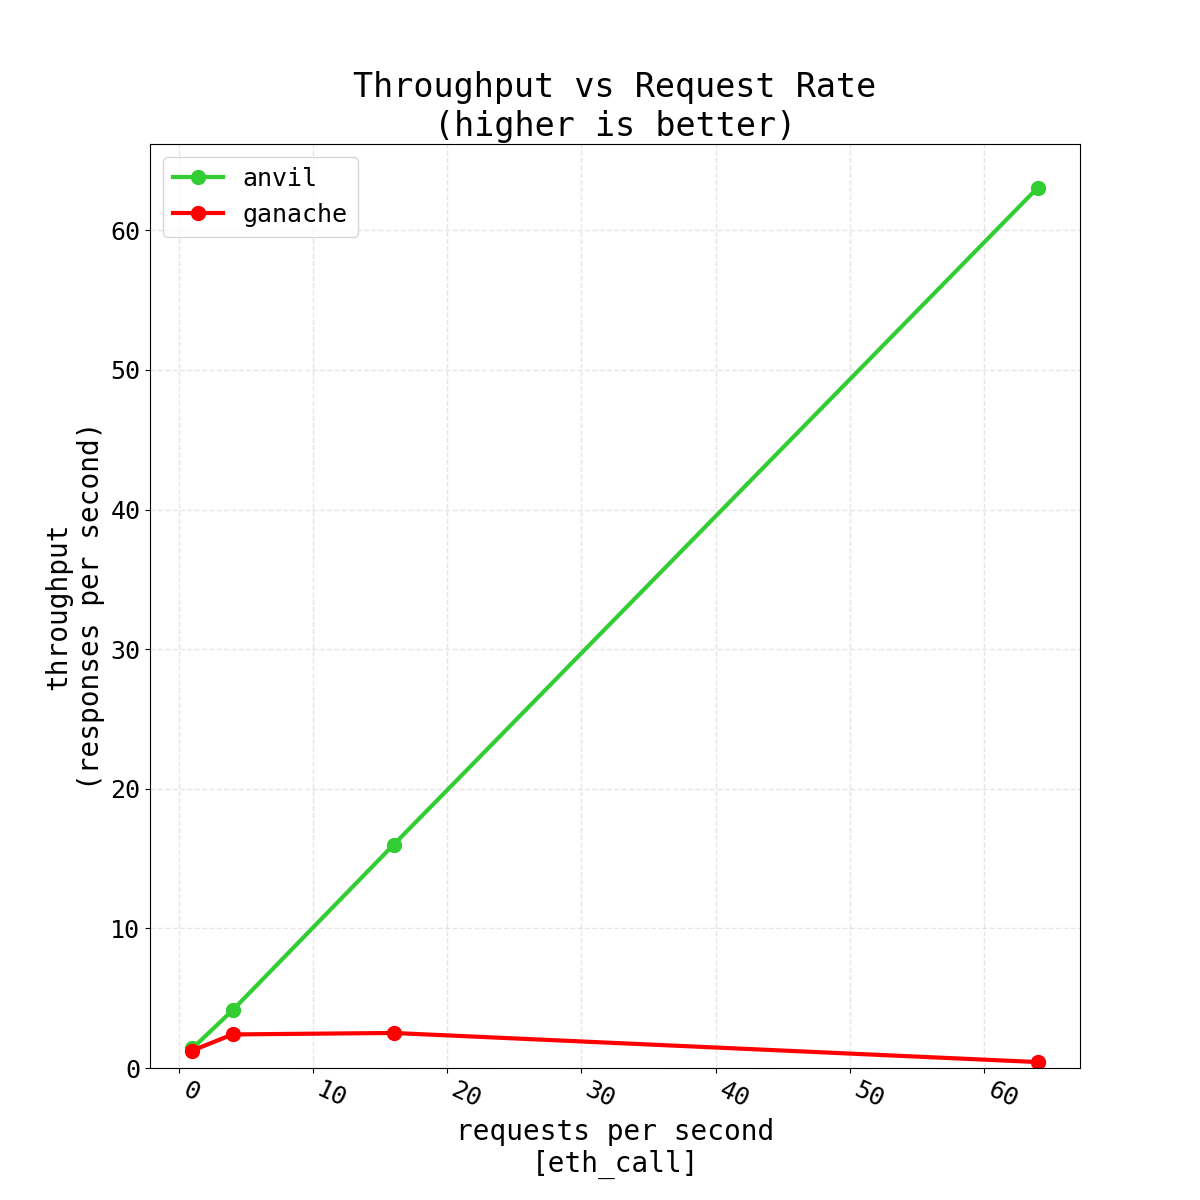 Throughput vs Request Rate
(higher is better)
anvil
ganache
60
50
40
30
20
10
0
throughput
(responses per second)
0 10 20 30 40 50 60
requests per second
[eth_call]